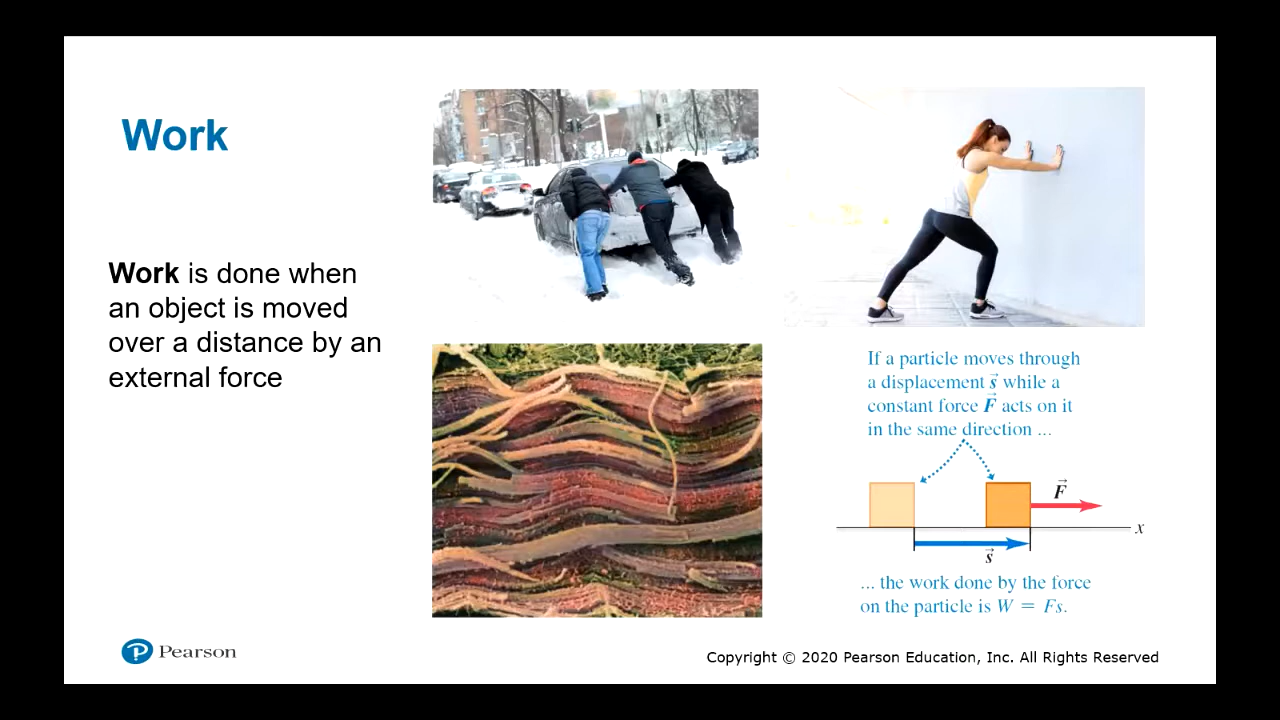 Work
Work is done when
an object is moved
over a distance by an
external force
If a particle moves through
a displacement s⃗ while a
constant force F⃗ acts on it
in the same direction ...
F⃗
x
s⃗
... the work done by the force
on the particle is W = Fs.
Pearson
Copyright © 2020 Pearson Education, Inc. All Rights Reserved